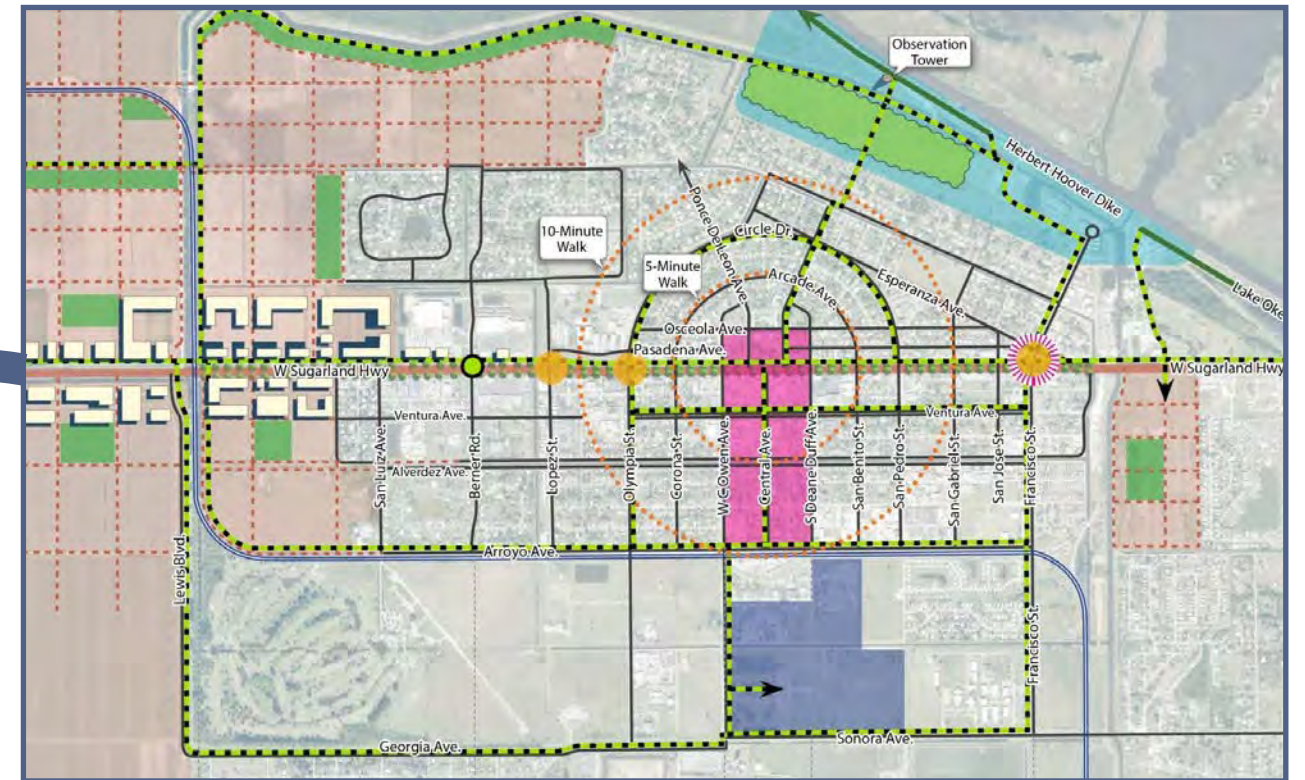 Observation
Tower
Herbert Hoover Dike
Ponce De Leon Ave.
10-Minute
Walk
Circle Dr.
5-Minute
Walk
Arcade Ave.
Esperanza Ave.
Lake Oke
Osceola Ave.
Pasadena Ave.
W Sugarland Hwy
W Sugarland Hwy
Ventura Ave.
Ventura Ave.
Alverdez Ave.
San Luiz Ave.
Berner Rd.
Lopez St.
Olympia St.
Corona St.
W C Owen Ave.
Central Ave.
S Deane Duff Ave.
San Benito St.
San Pedro St.
San Gabriel St.
San Jose St.
Francisco St.
Arroyo Ave.
Lewis Blvd.
Francisco St.
Georgia Ave.
Sonora Ave.